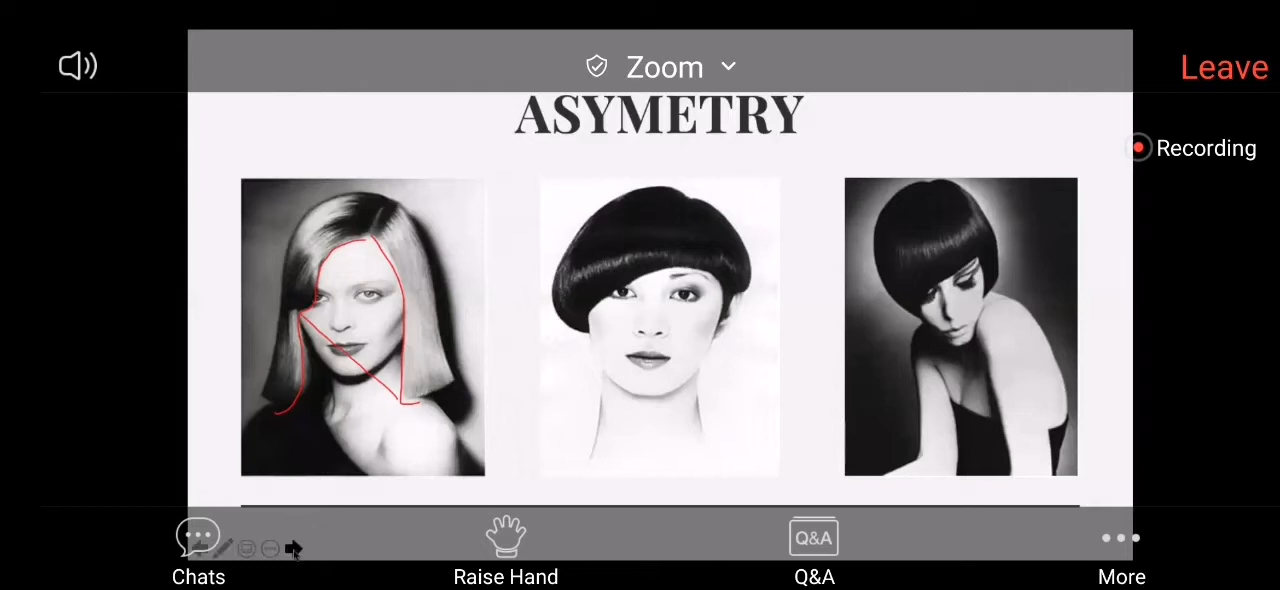 Zoom
Leave
ASYMETRY
Recording
Q&A
Chats
Raise Hand
Q&A
More